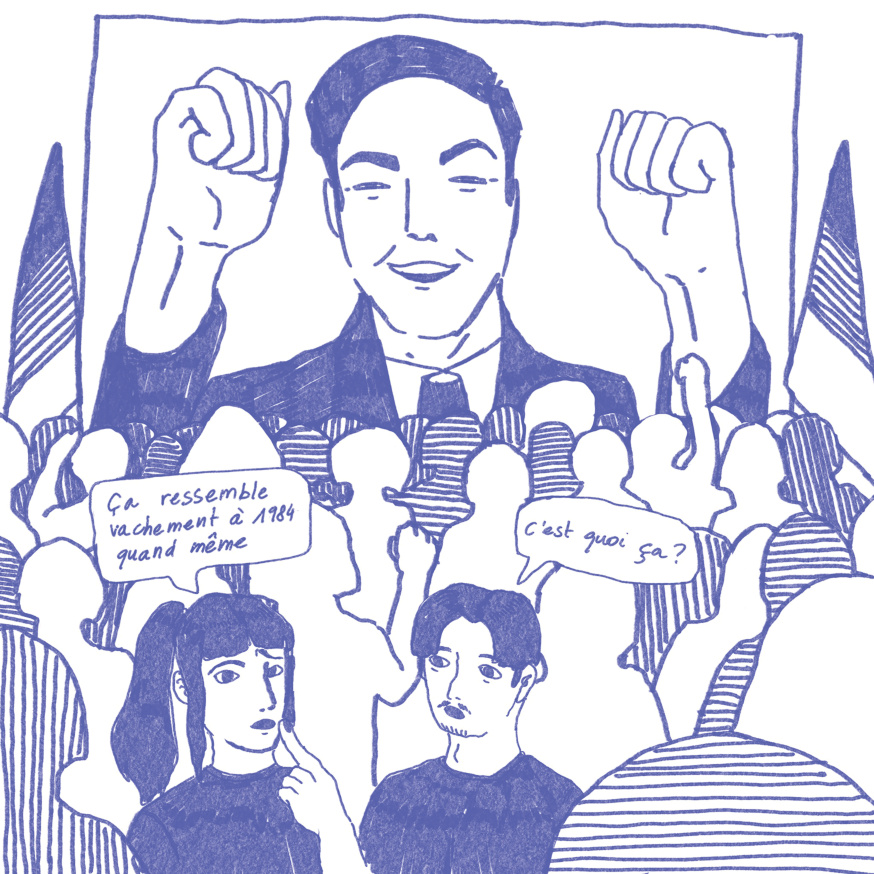 Ça ressemble
vachement à 1984
quand même
C'est quoi ça?